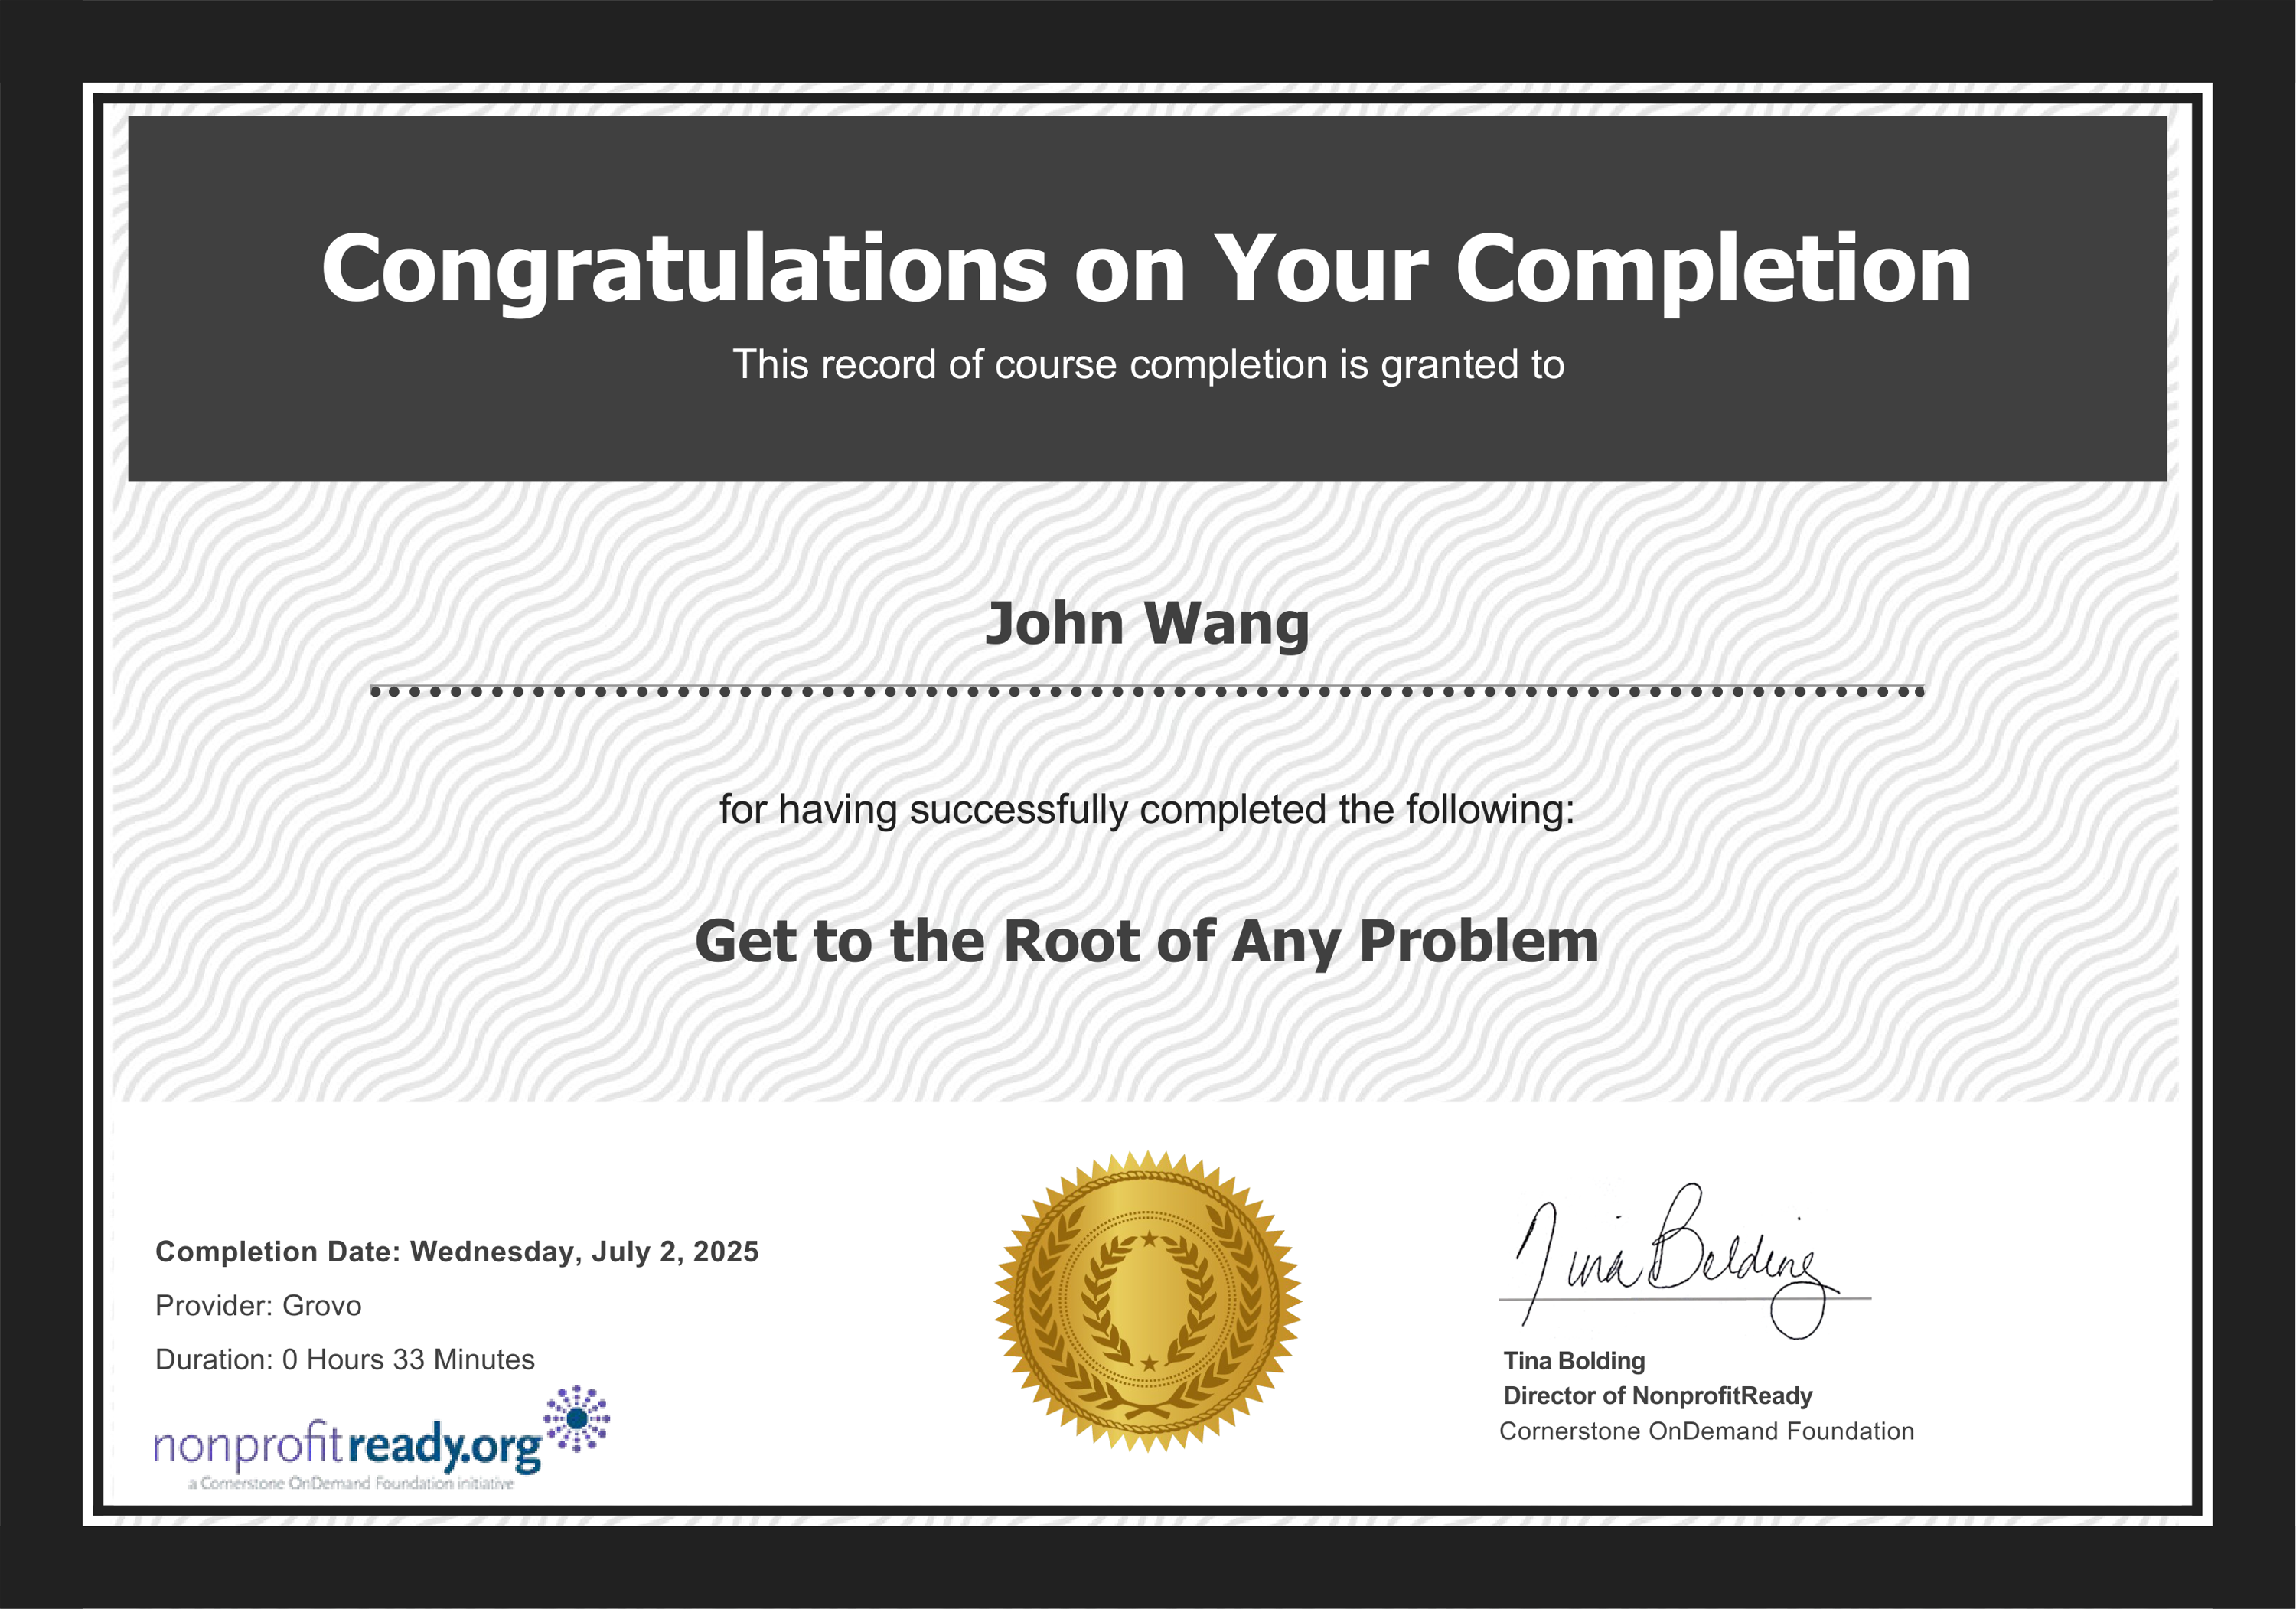 Congratulations on Your Completion
This record of course completion is granted to
John Wang
for having successfully completed the following:
Get to the Root of Any Problem
Completion Date: Wednesday, July 2, 2025
Provider: Grovo
Duration: 0 Hours 33 Minutes
nonprofitready.org
a Cornerstone OnDemand Foundation initiative
Tina Bolding
Tina Bolding
Director of NonprofitReady
Cornerstone OnDemand Foundation